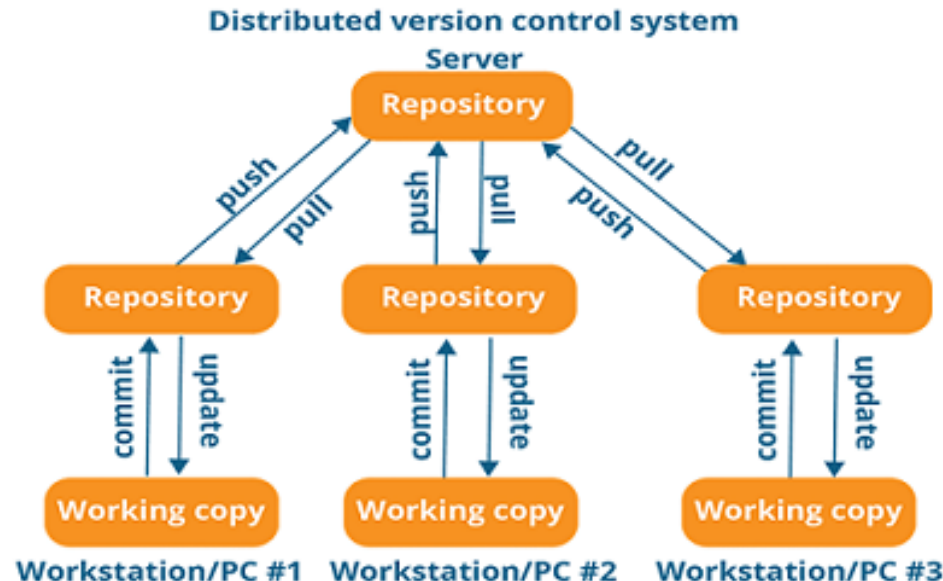 Distributed version control system
Server
Repository
push
pull
push
pull
pull
push
Repository
Repository
Repository
commit
update
commit
update
commit
update
Working copy
Working copy
Working copy
Workstation/PC #1
Workstation/PC #2
Workstation/PC #3